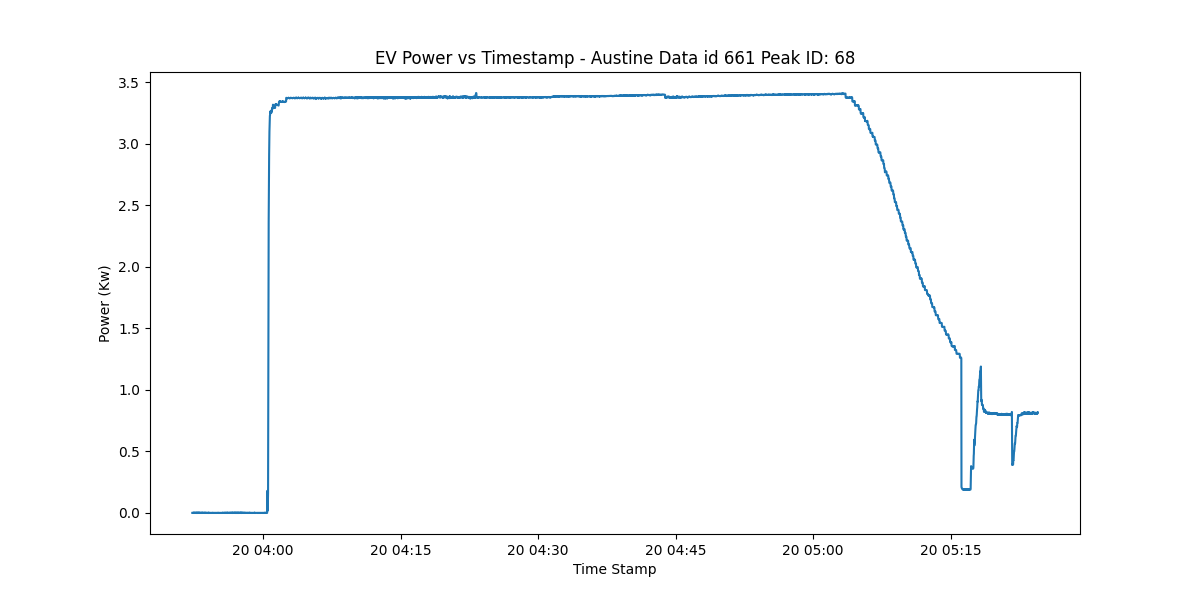 EV Power vs Timestamp - Austine Data id 661 Peak ID: 68
3.5
3.0
2.5
2.0
1.5
1.0
0.5
0.0
Power (Kw)
20 04:00 20 04:15 20 04:30 20 04:45 20 05:00 20 05:15
Time Stamp